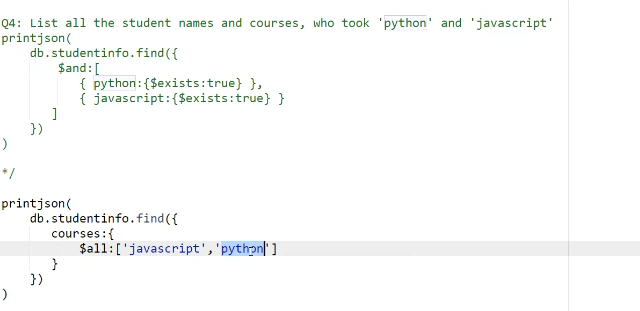 Q4: List all the student names and courses, who took 'python' and 'javascript'
printjson(
db.studentinfo.find({
$and:[
{ python:{$exists:true} },
{ javascript:{$exists:true} }
]
})
)
*/
printjson(
db.studentinfo.find({
courses:{
$all:['javascript','python']
}
})
)